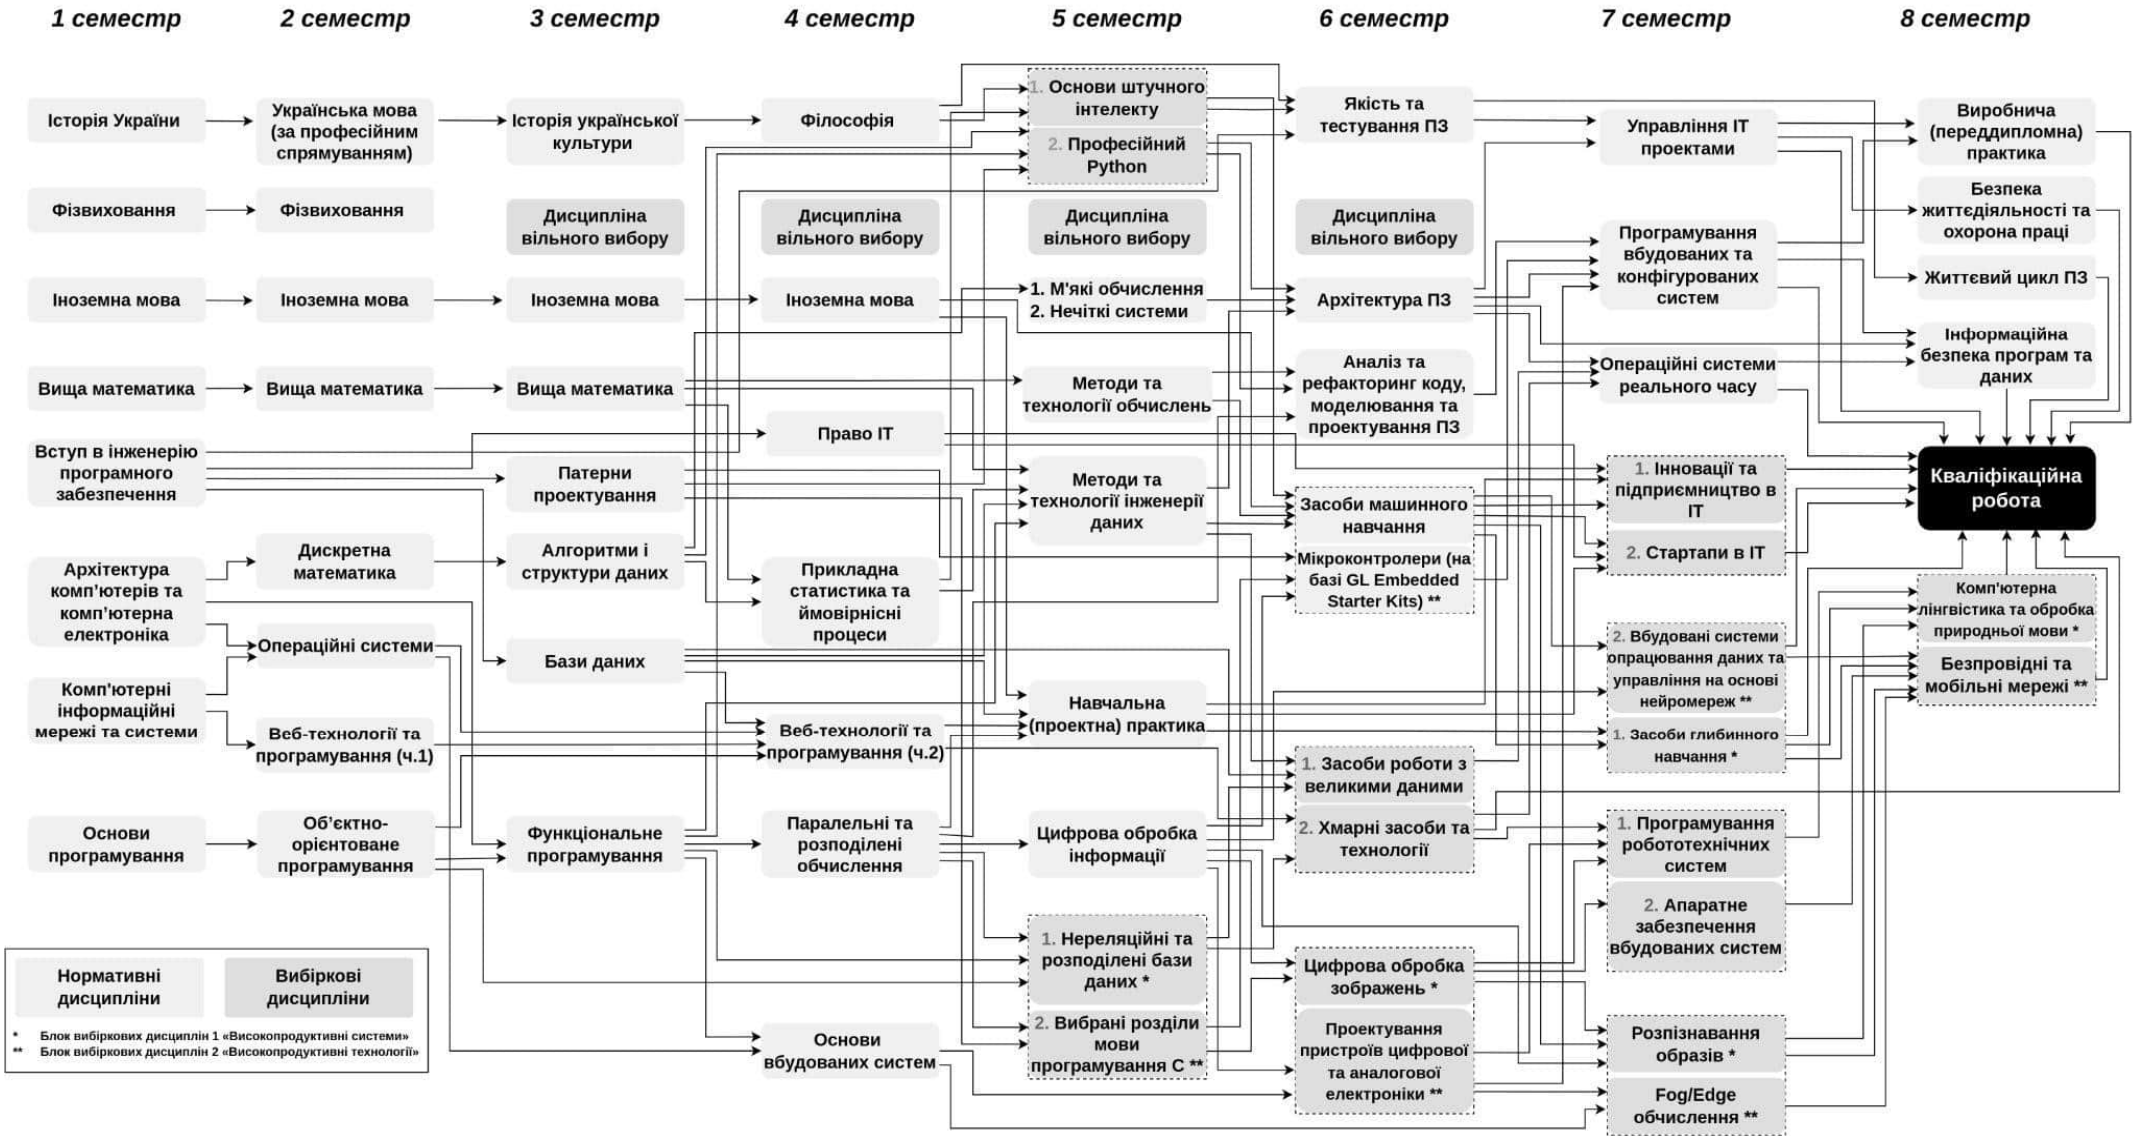 1 семестр
2 семестр
3 семестр
4 семестр
5 семестр
6 семестр
7 семестр
8 семестр
Історія України
Фізвиховання
Іноземна мова
Вища математика
Вступ в інженерію
програмного
забезпечення
Архітектура
комп’ютерів та
комп’ютерна
електроніка
Комп'ютерні
інформаційні
мережі та системи
Основи
програмування
Українська мова
(за професійним
спрямуванням)
Фізвиховання
Іноземна мова
Вища математика
Дискретна
математика
Операційні системи
Веб-технології та
програмування (ч.1)
Об’єктно-
орієнтоване
програмування
Історія української
культури
Дисципліна
вільного вибору
Іноземна мова
Вища математика
Патерни
проектування
Алгоритми і
структури даних
Бази даних
Функціональне
програмування
Філософія
Дисципліна
вільного вибору
Іноземна мова
Право ІТ
Прикладна
статистика та
ймовірнісні
процеси
Веб-технології та
програмування (ч.2)
Паралельні та
розподілені
обчислення
Основи
вбудованих систем
1. Основи штучного
інтелекту
2. Професійний
Python
Дисципліна
вільного вибору
1. М'які обчислення
2. Нечіткі системи
Методи та
технології обчислень
Методи та
технології інженерії
даних
Навчальна
(проектна) практика
Цифрова обробка
інформації
1. Нереляційні та
розподілені бази
даних *
2. Вибрані розділи
мови
програмування С **
Якість та
тестування ПЗ
Дисципліна
вільного вибору
Архітектура ПЗ
Аналіз та
рефакторинг коду,
моделювання та
проектування ПЗ
Засоби машинного
навчання
Мікроконтролери (на
базі GL Embedded
Starter Kits) **
1. Засоби роботи з
великими даними
2. Хмарні засоби та
технології
Цифрова обробка
зображень *
Проектування
пристроїв цифрової
та аналогової
електроніки **
Управління ІТ
проектами
Програмування
вбудованих та
конфігурованих
систем
Операційні системи
реального часу
1. Інновації та
підприємництво в
ІТ
2. Стартапи в ІТ
2. Вбудовані системи
опрацювання даних та
управління на основі
нейромереж **
1. Засоби глибинного
навчання *
1. Програмування
робототехнічних
систем
2. Апаратне
забезпечення
вбудованих систем
Розпізнавання
образів *
Fog/Edge
обчислення **
Виробнича
(переддипломна)
практика
Безпека
життєдіяльності та
охорона праці
Життєвий цикл ПЗ
Інформаційна
безпека програм та
даних
Кваліфікаційна
робота
Комп'ютерна
лінгвістика та обробка
природньої мови *
Безпровідні та
мобільні мережі **
Нормативні
дисципліни
Вибіркові
дисципліни
* Блок вибіркових дисциплін 1 «Високопродуктивні системи»
** Блок вибіркових дисциплін 2 «Високопродуктивні технології»